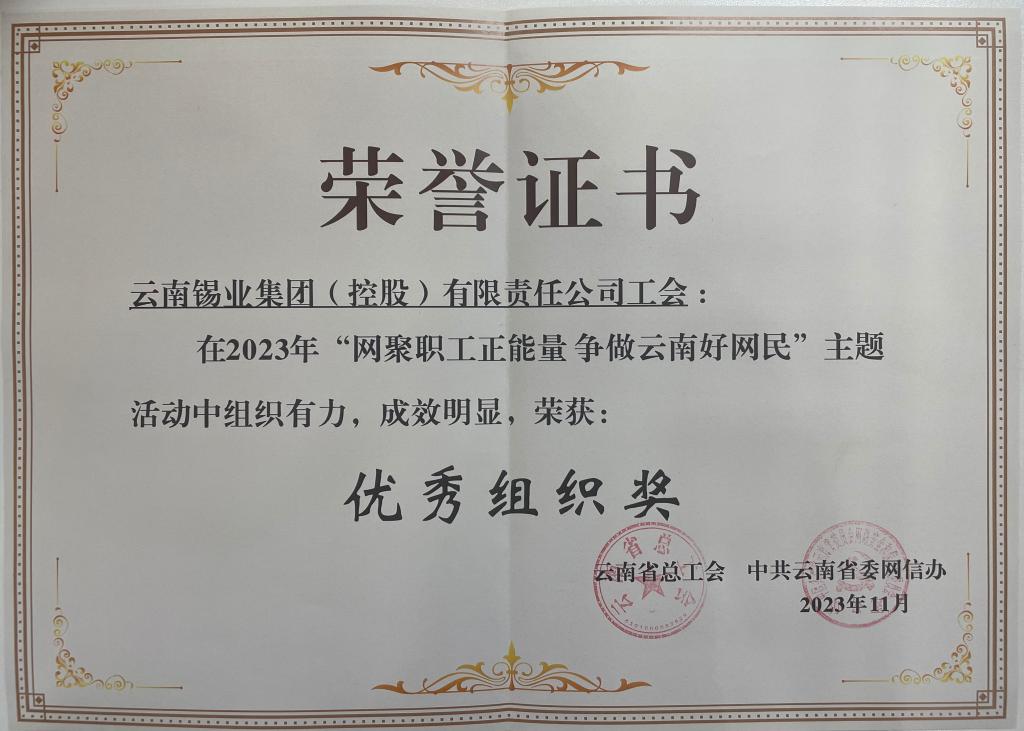 荣誉证书
云南锡业集团（控股）有限责任公司工会：
在2023年“网聚职工正能量 争做云南好网民”主题
活动中组织有力，成效明显，荣获：
优秀组织奖
云南省总工会 中共云南省委网信办
2023年11月